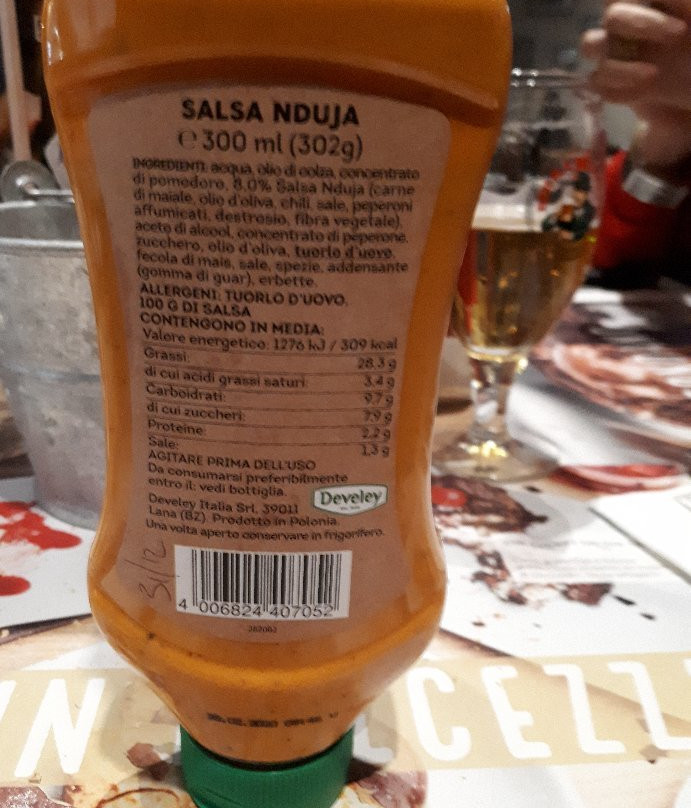 SALSA NDUJA
e 300 ml (302g)
INGREDIENTI: acqua, olio di colza, concentrato
di pomodoro, 8.0% Salsa Nduja (carne
di maiale, olio d'oliva, chili, sale, peperoni
affumicati, destrosio, fibra vegetale),
aceto di alcool, concentrato di peperone,
zucchero, olio d'oliva, tuorlo d'uovo,
fecola di mais, sale, spezie, addensante
(gomma di guar), erbette.
ALLERGENI: TUORLO D'UOVO.
100 G DI SALSA
CONTENGONO IN MEDIA:
Valore energetico: 1276 kJ / 309 kcal
Grassi: 28.3 g
di cui acidi grassi saturi: 3.4 g
Carboidrati: 9.7 g
di cui zuccheri: 7.9 g
Proteine: 2.2 g
Sale: 1,3 g
AGITARE PRIMA DELL'USO
Da consumarsi preferibilmente
entro il: vedi bottiglia.
Develey
Develey Italia Srl. 39011
Lana (BZ). Prodotto in Polonia.
Una volta aperto conservare in frigorifero.
31/12
4 006824 407052
CEZZ